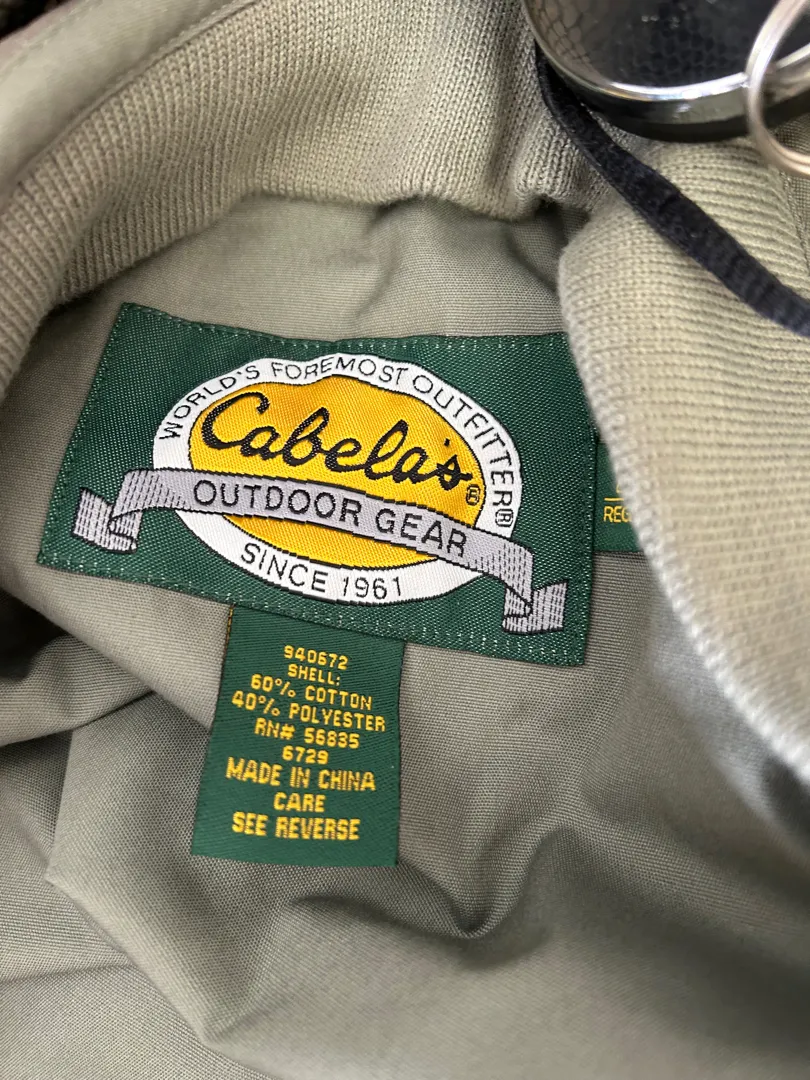 WORLD'S FOREMOST OUTFITTER®
Cabela's®
OUTDOOR GEAR
SINCE 1961
REG
940672
SHELL:
60% COTTON
40% POLYESTER
RN# 56835
6729
MADE IN CHINA
CARE
SEE REVERSE